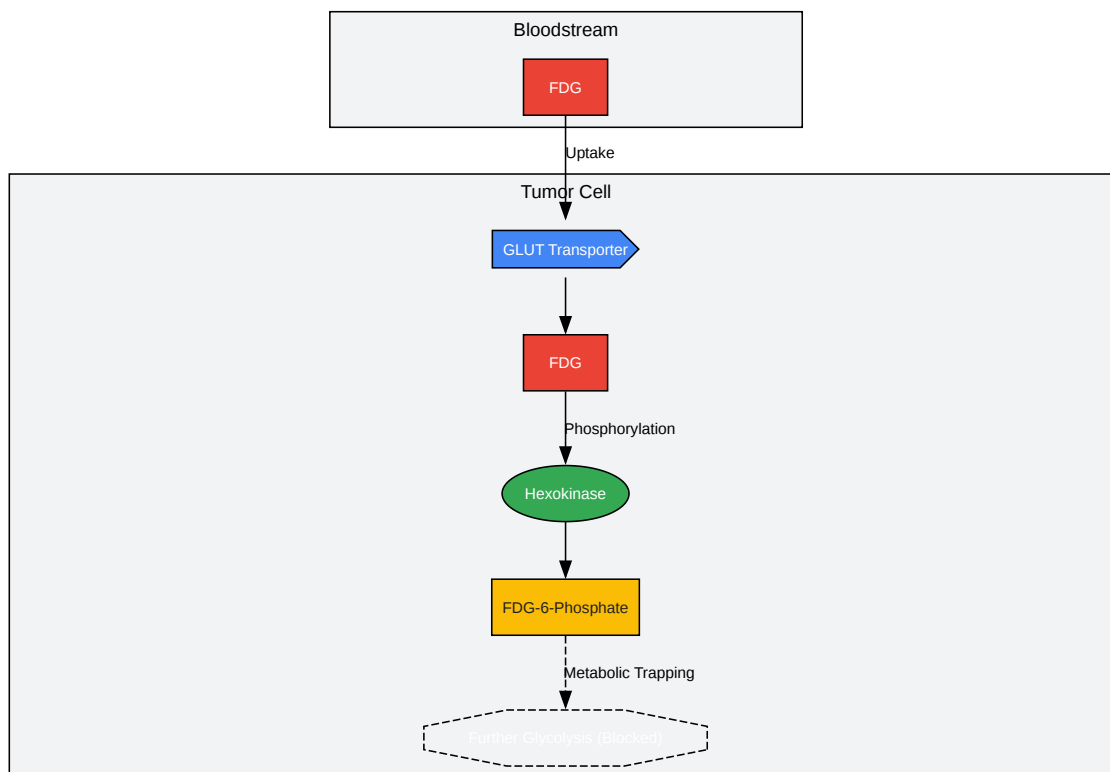 Bloodstream
FDG
Uptake
Tumor Cell
GLUT Transporter
FDG
Phosphorylation
Hexokinase
FDG-6-Phosphate
Metabolic Trapping
Further Glycolysis (Blocked)